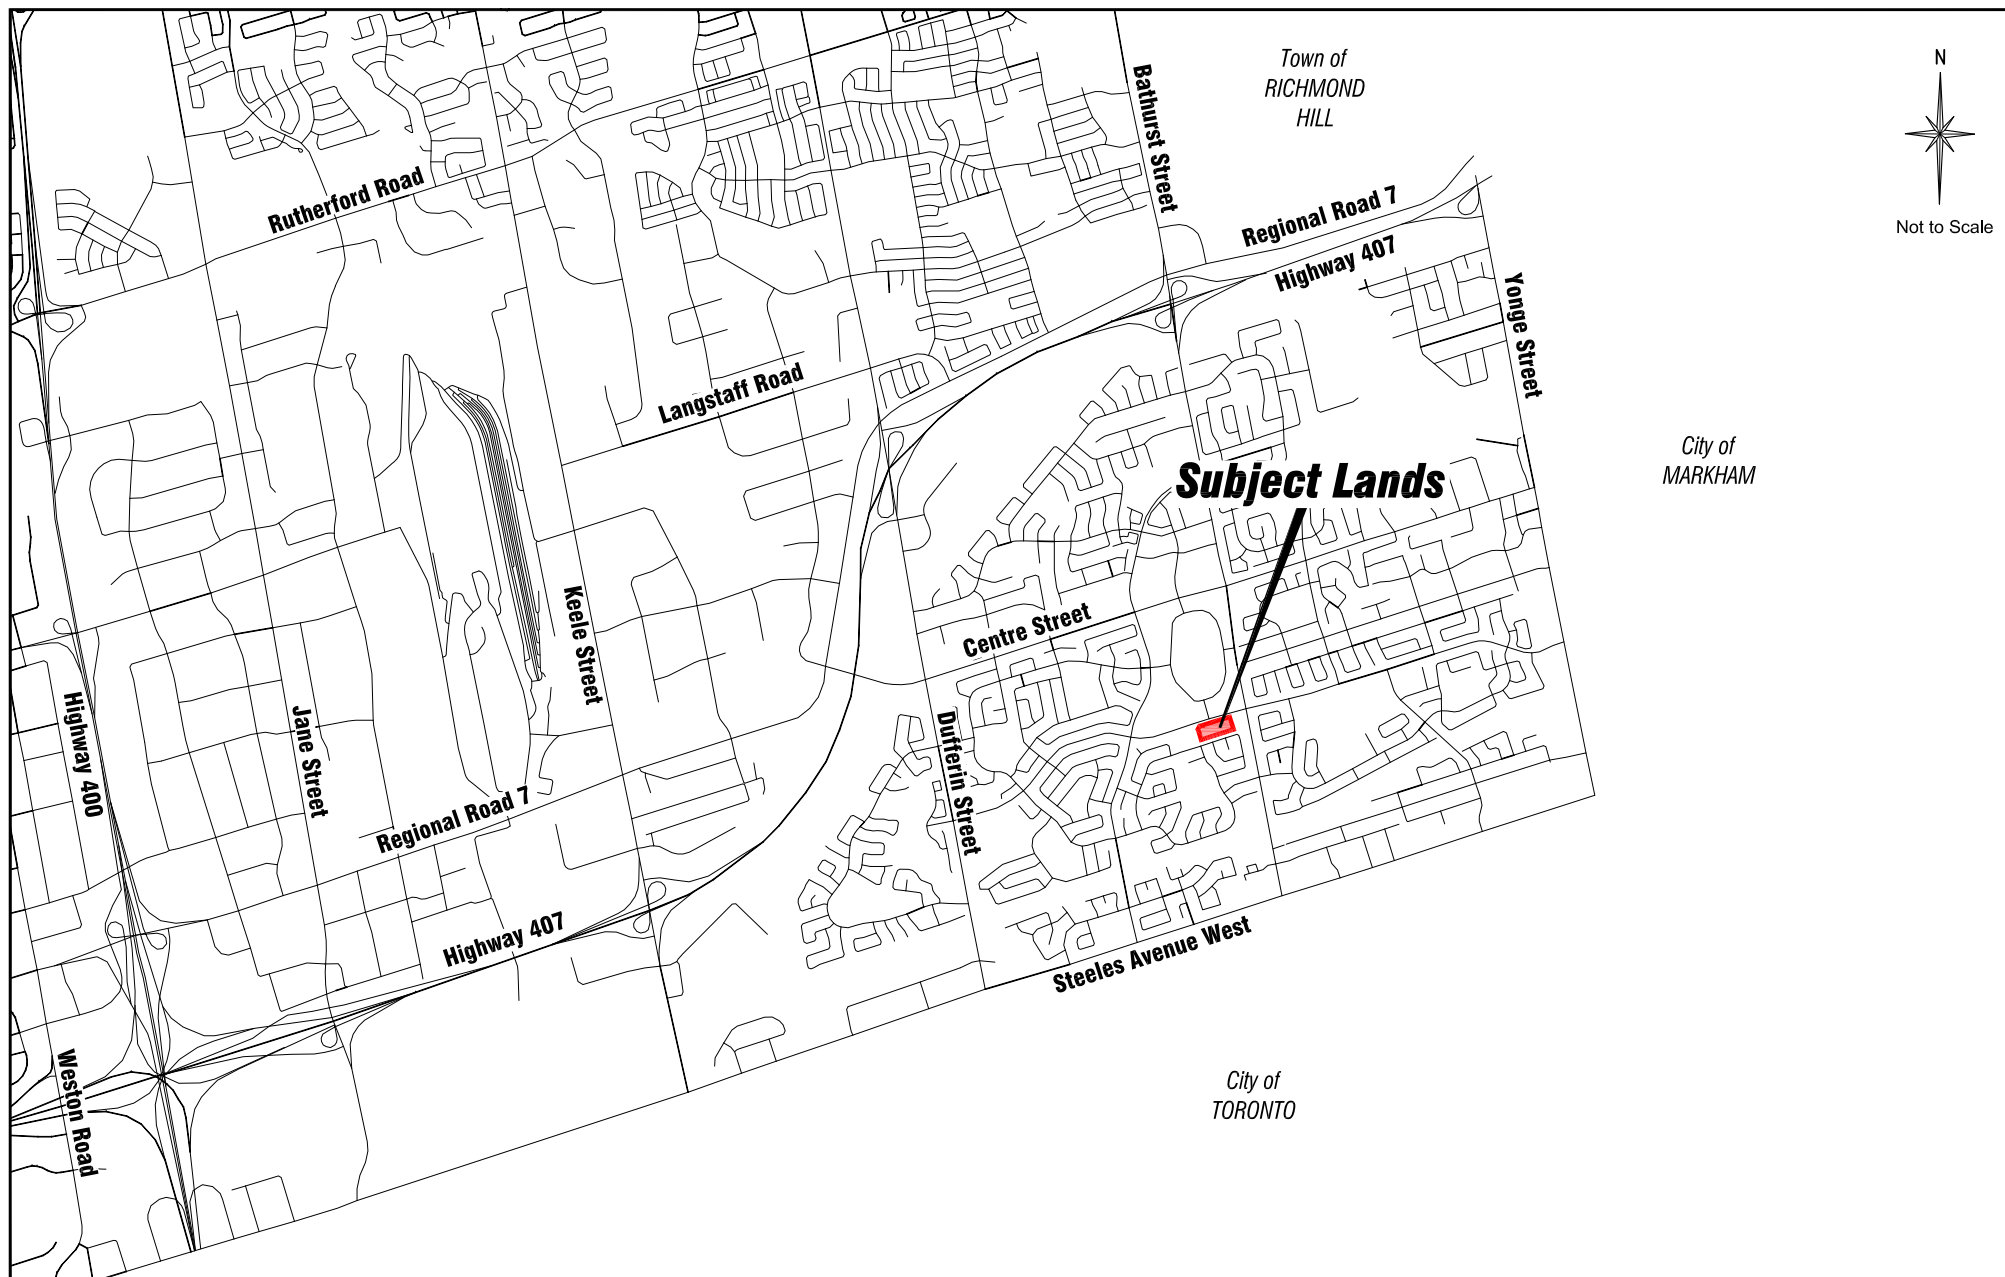 Town of
RICHMOND
HILL
N
Not to Scale
Bathurst Street
Rutherford Road
Regional Road 7
Highway 407
Yonge Street
Langstaff Road
City of
MARKHAM
Subject Lands
Keele Street
Centre Street
Highway 400
Jane Street
Dufferin Street
Regional Road 7
Highway 407
Steeles Avenue West
Weston Road
City of
TORONTO